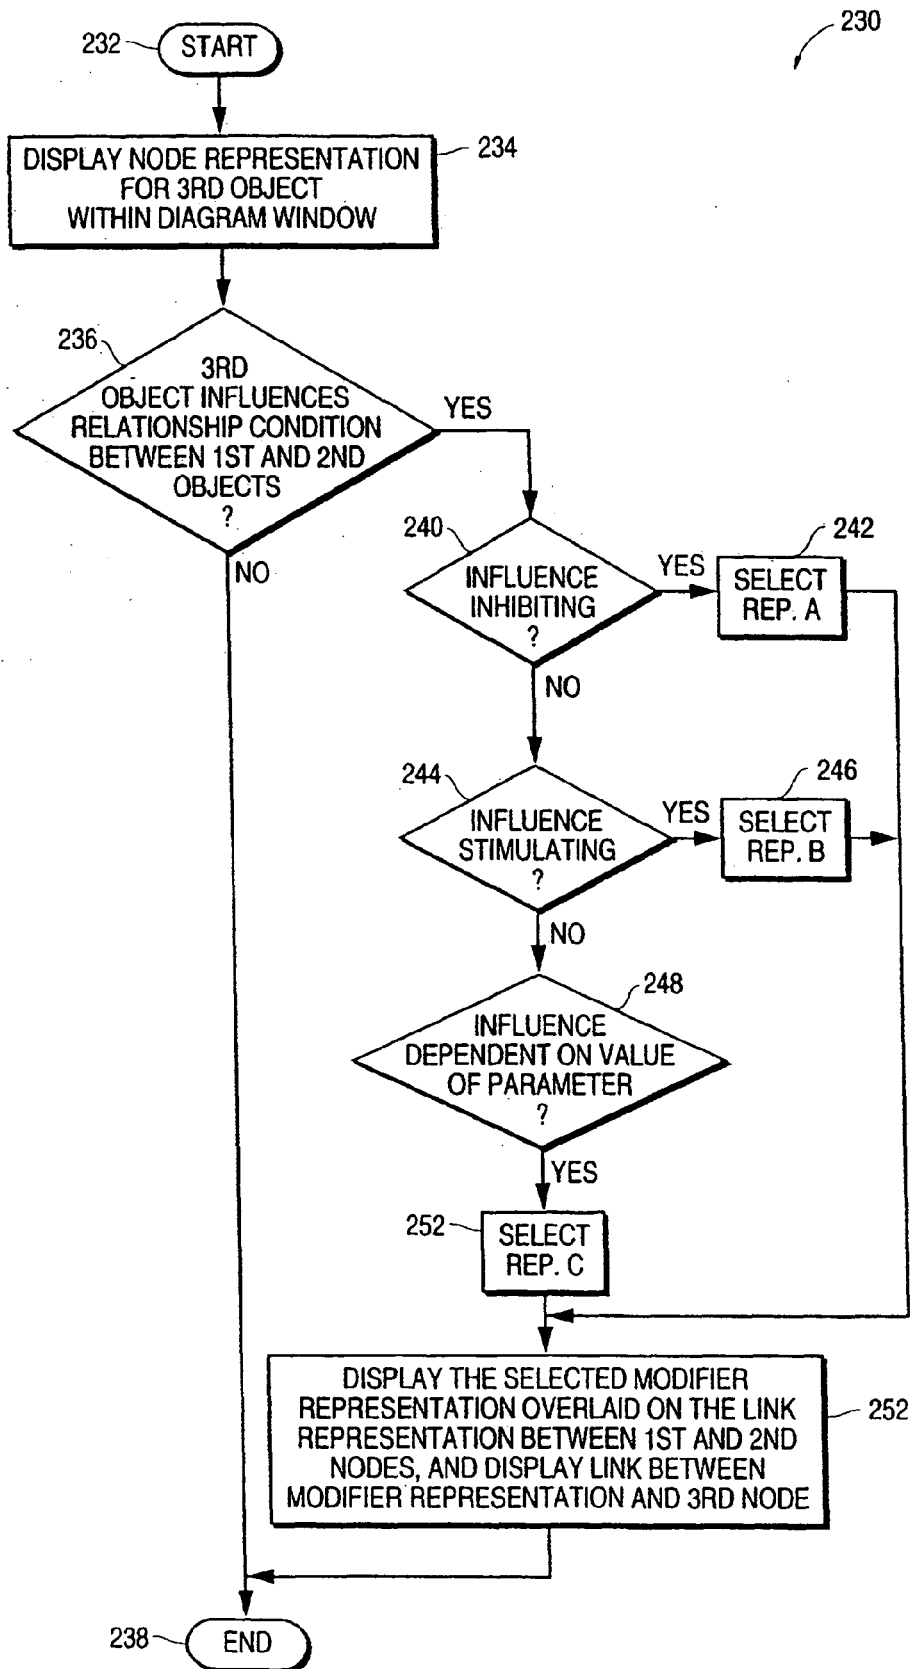 230
232
START
234
DISPLAY NODE REPRESENTATION
FOR 3RD OBJECT
WITHIN DIAGRAM WINDOW
236
3RD
OBJECT INFLUENCES
RELATIONSHIP CONDITION
BETWEEN 1ST AND 2ND
OBJECTS
?
YES
NO
240
INFLUENCE
INHIBITING
?
YES
242
SELECT
REP. A
NO
244
INFLUENCE
STIMULATING
?
YES
246
SELECT
REP. B
NO
248
INFLUENCE
DEPENDENT ON VALUE
OF PARAMETER
?
YES
252
SELECT
REP. C
DISPLAY THE SELECTED MODIFIER
REPRESENTATION OVERLAID ON THE LINK
REPRESENTATION BETWEEN 1ST AND 2ND
NODES, AND DISPLAY LINK BETWEEN
MODIFIER REPRESENTATION AND 3RD NODE
252
238
END